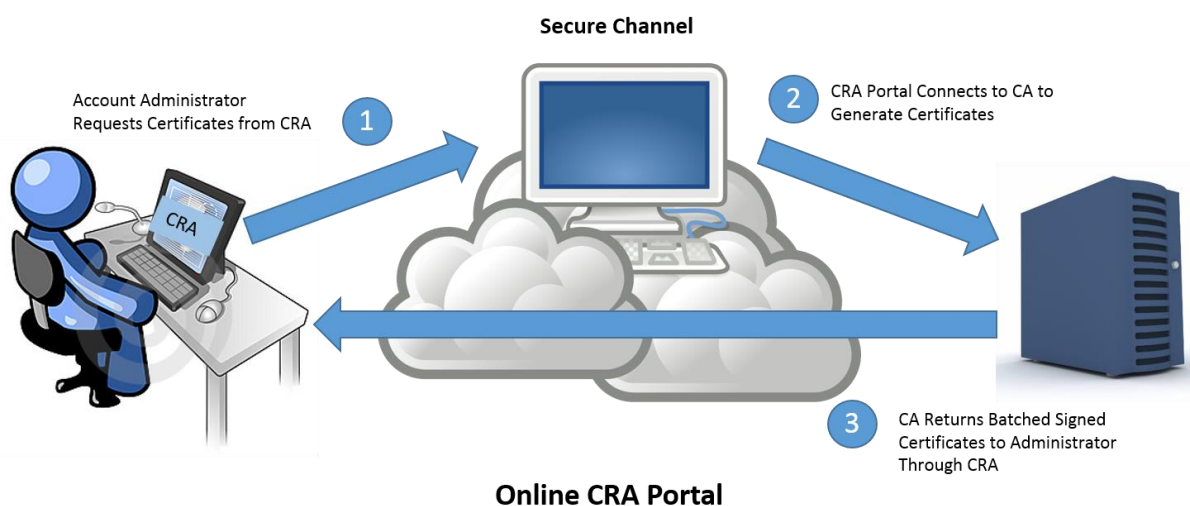 Secure Channel
Account Administrator
Requests Certificates from CRA
1
2
CRA Portal Connects to CA to
Generate Certificates
CRA
3
CA Returns Batched Signed
Certificates to Administrator
Through CRA
Online CRA Portal